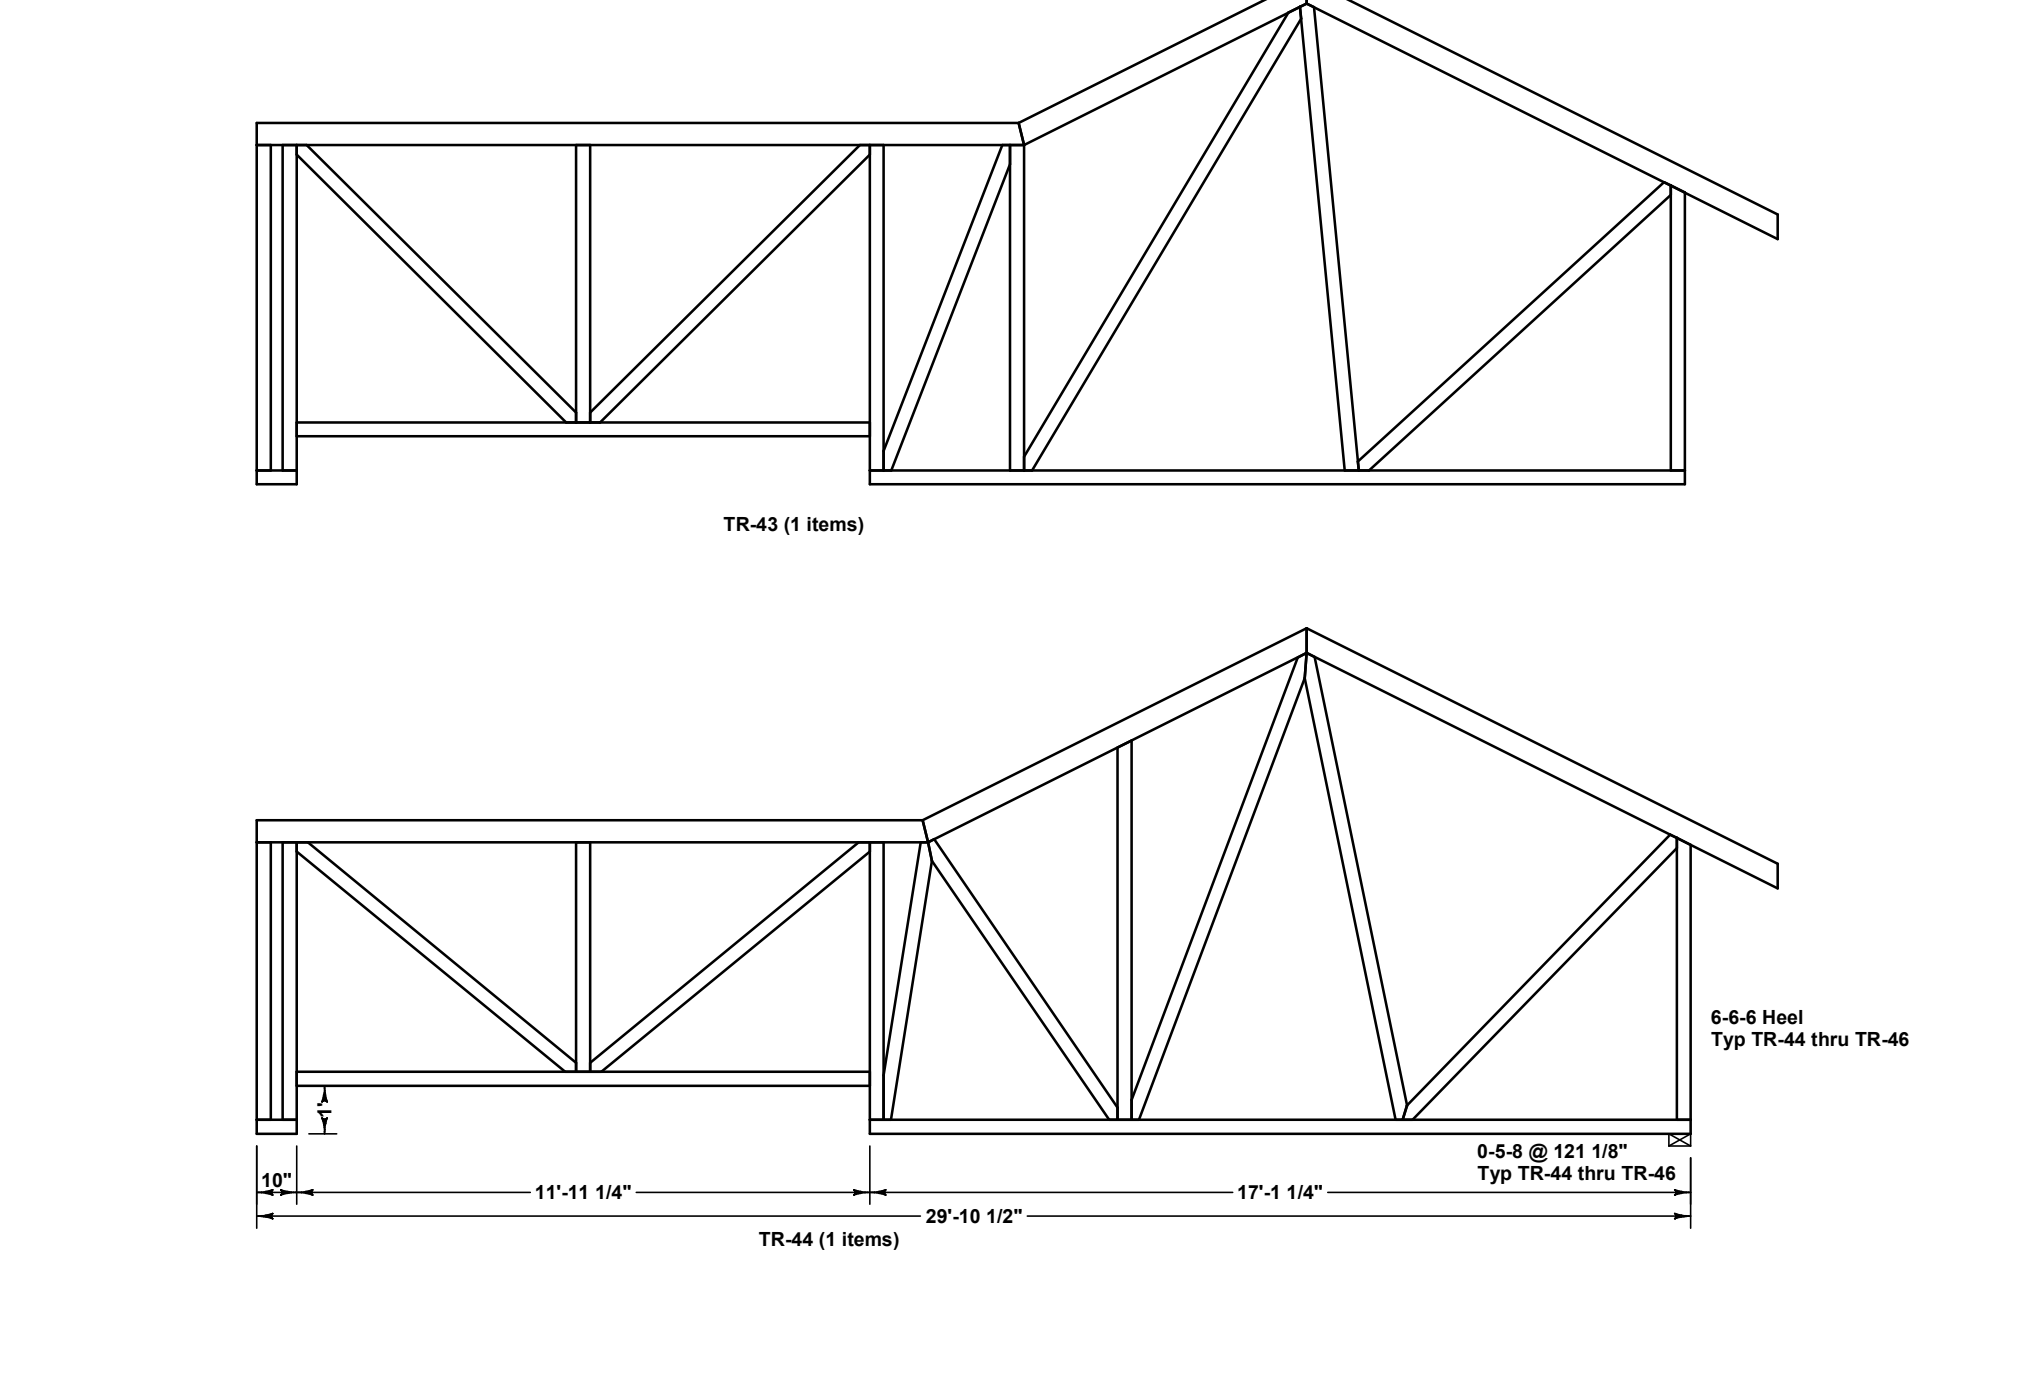 TR-43 (1 items)
6-6-6 Heel
Typ TR-44 thru TR-46
1'
0-5-8 @ 121 1/8"
Typ TR-44 thru TR-46
10"
11'-11 1/4"
17'-1 1/4"
29'-10 1/2"
TR-44 (1 items)